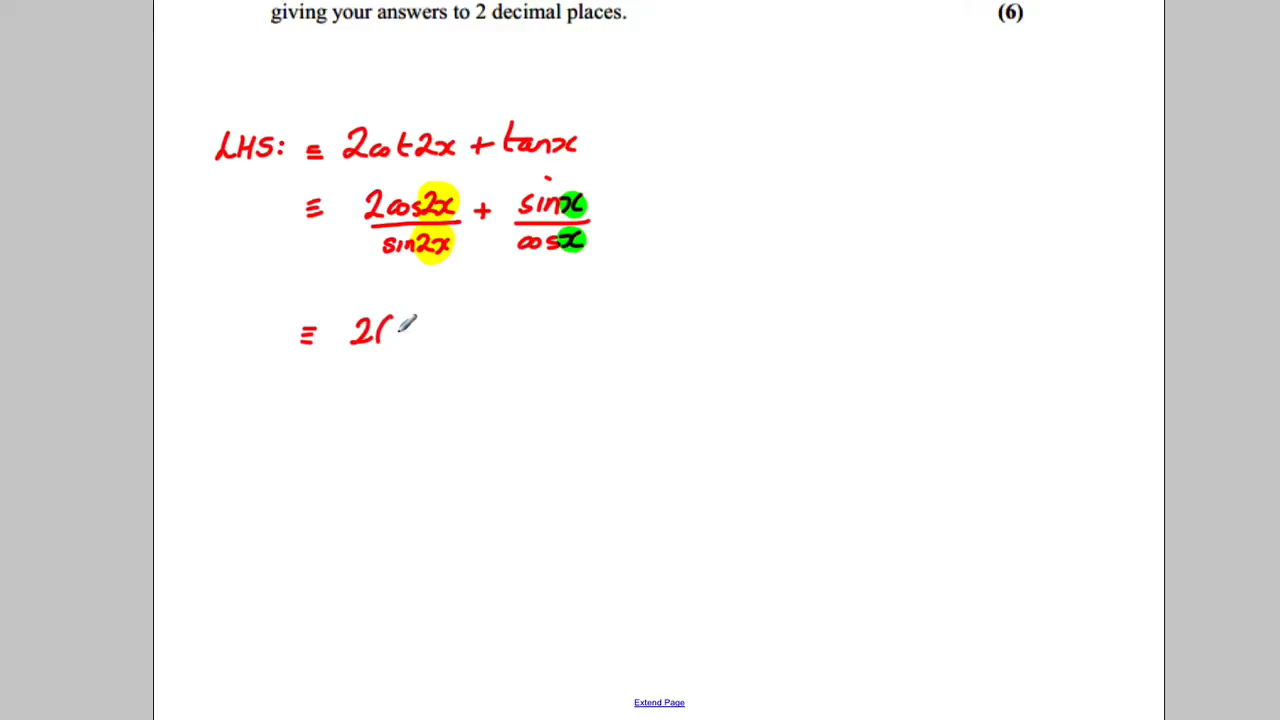 giving your answers to 2 decimal places. (6)
LHS: ≡ 2cot2x + tanx
≡ 2cos2x/sin2x + sinx/cosx
≡ 2(
Extend Page